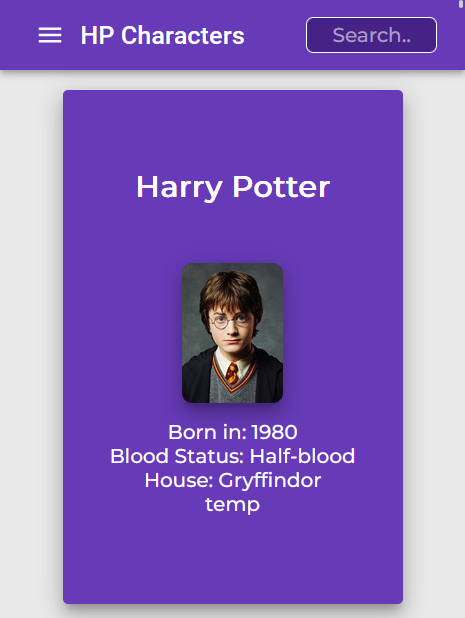 HP Characters
Search..
Harry Potter
Born in: 1980
Blood Status: Half-blood
House: Gryffindor
temp